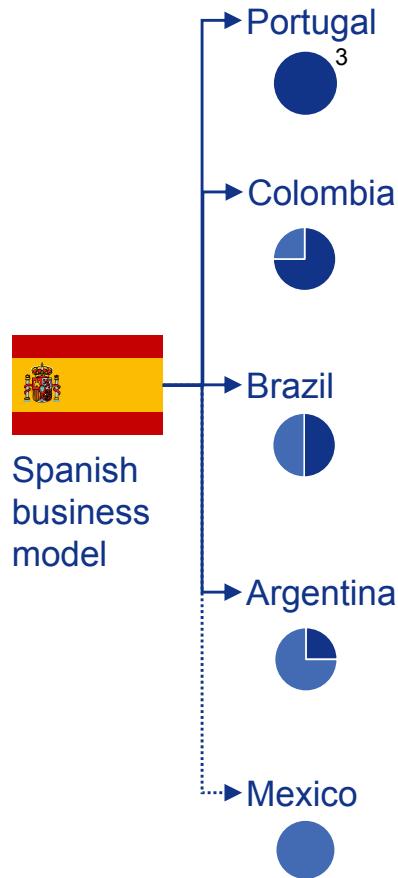 Portugal
3
Colombia
Brazil
Spanish
business
model
Argentina
Mexico